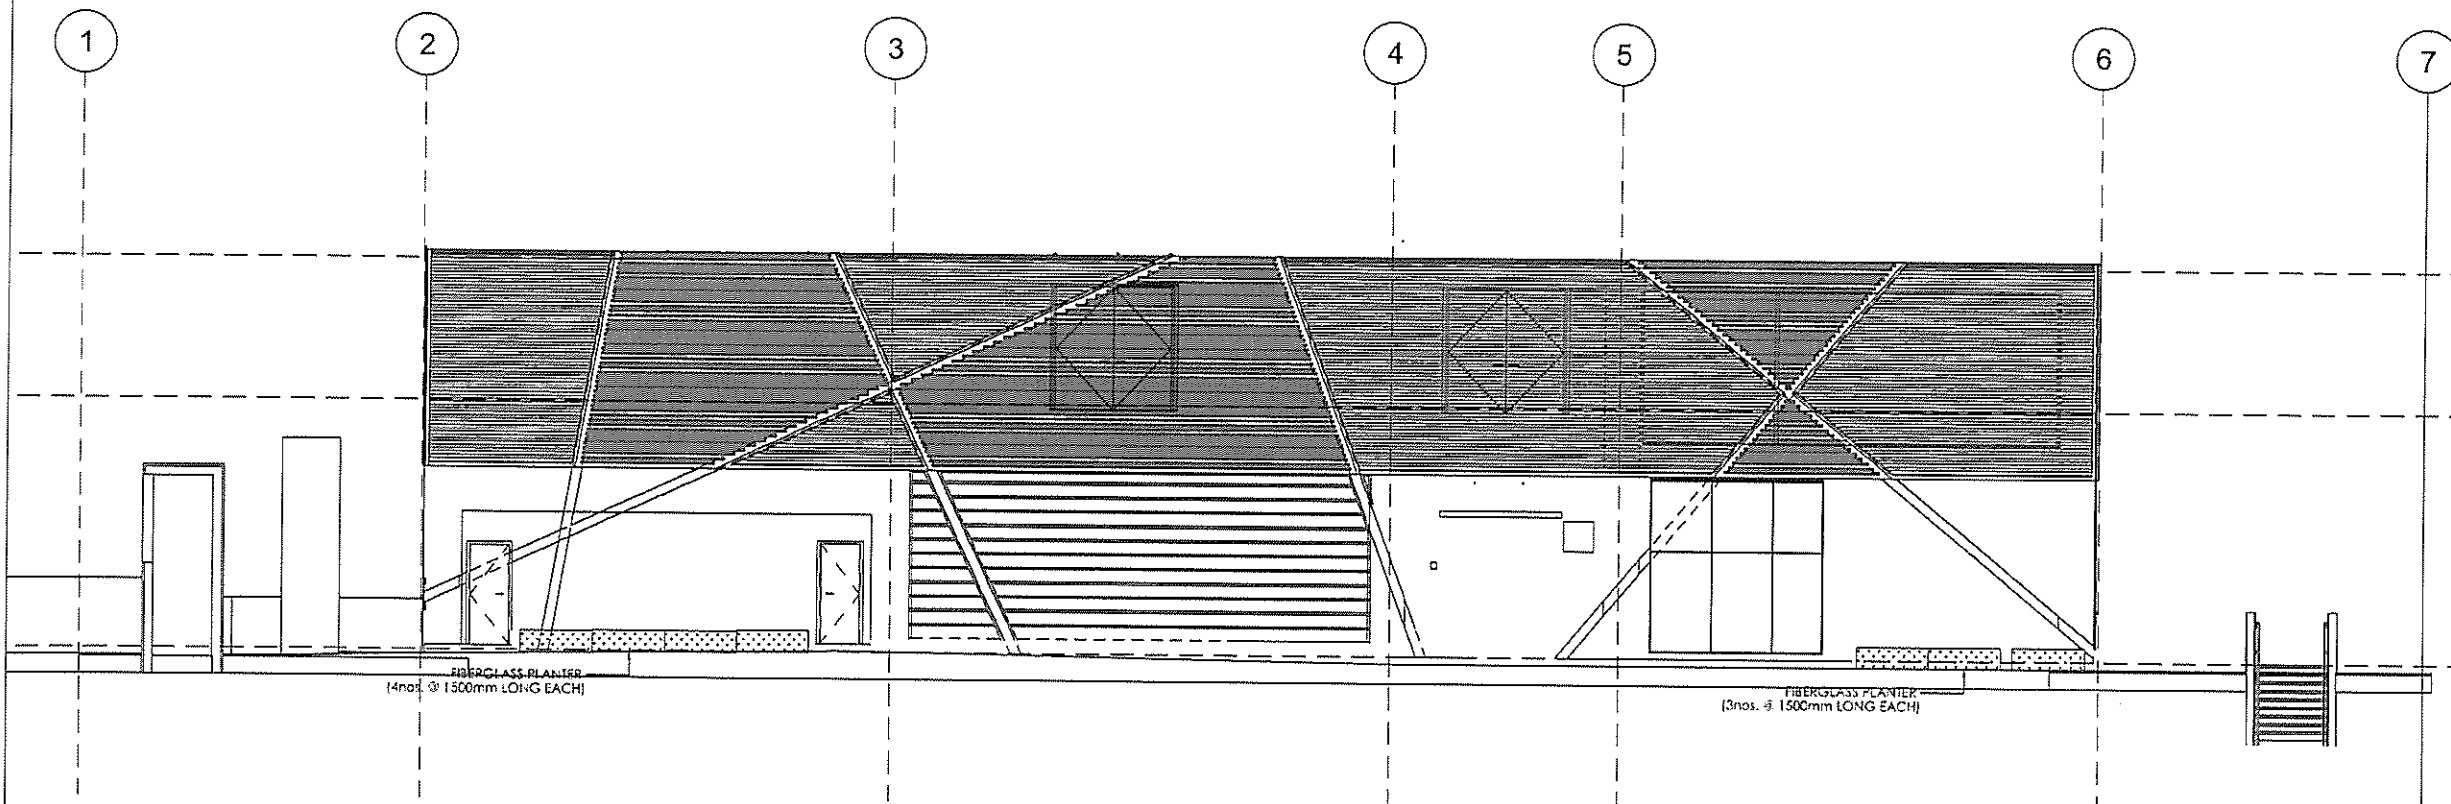 1 2 3 4 5 6 7
FIBERGLASS PLANTER
(4nos. @ 1500mm LONG EACH)
FIBERGLASS PLANTER
(3nos. @ 1500mm LONG EACH)